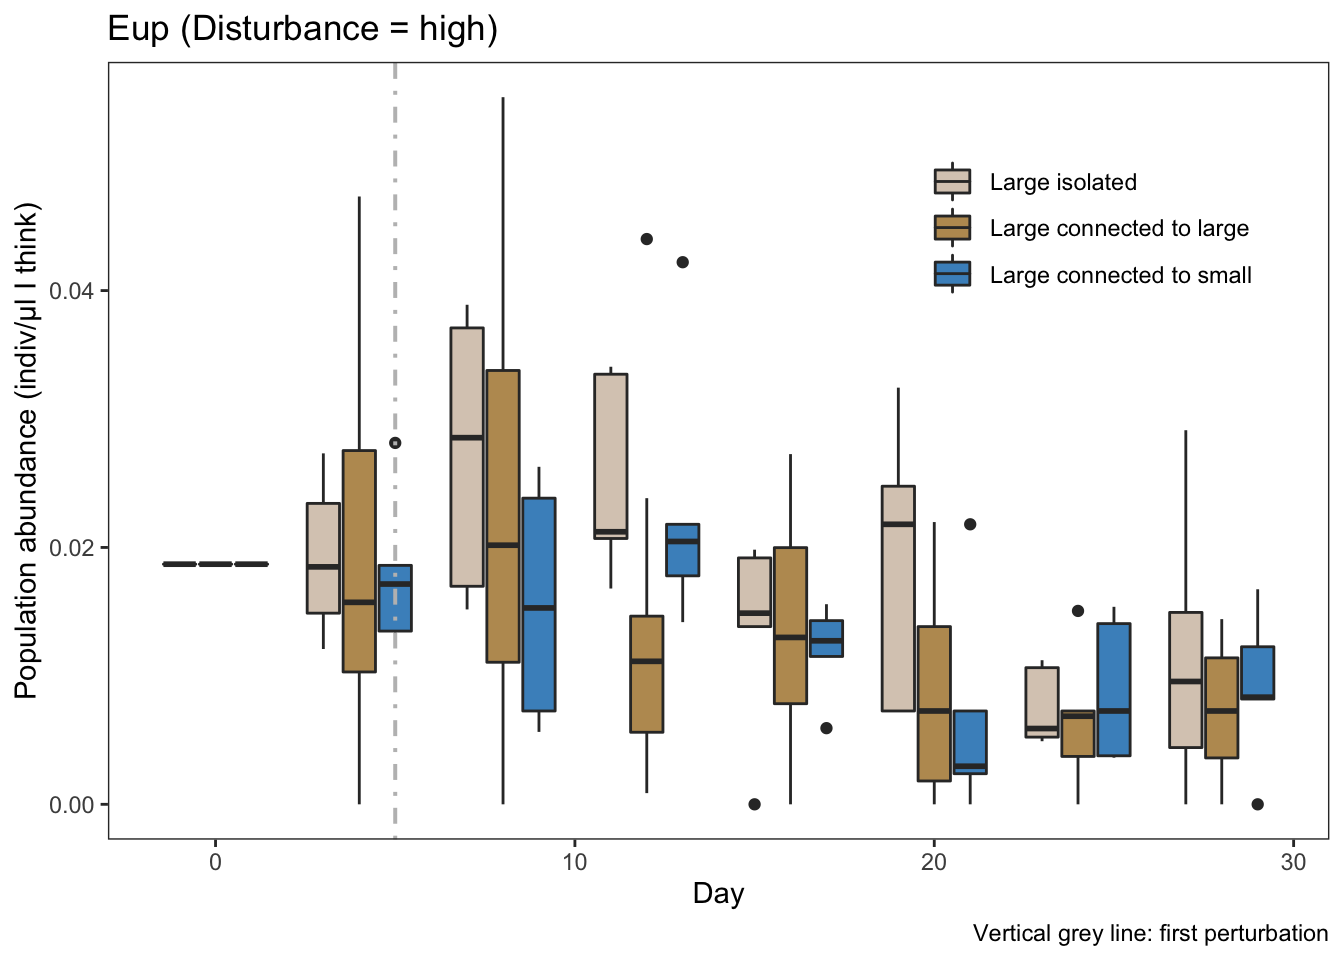 Eup (Disturbance = high)
Population abundance (indiv/µl I think)
0.04
0.02
0.00
Large isolated
Large connected to large
Large connected to small
0
10
20
30
Day
Vertical grey line: first perturbation